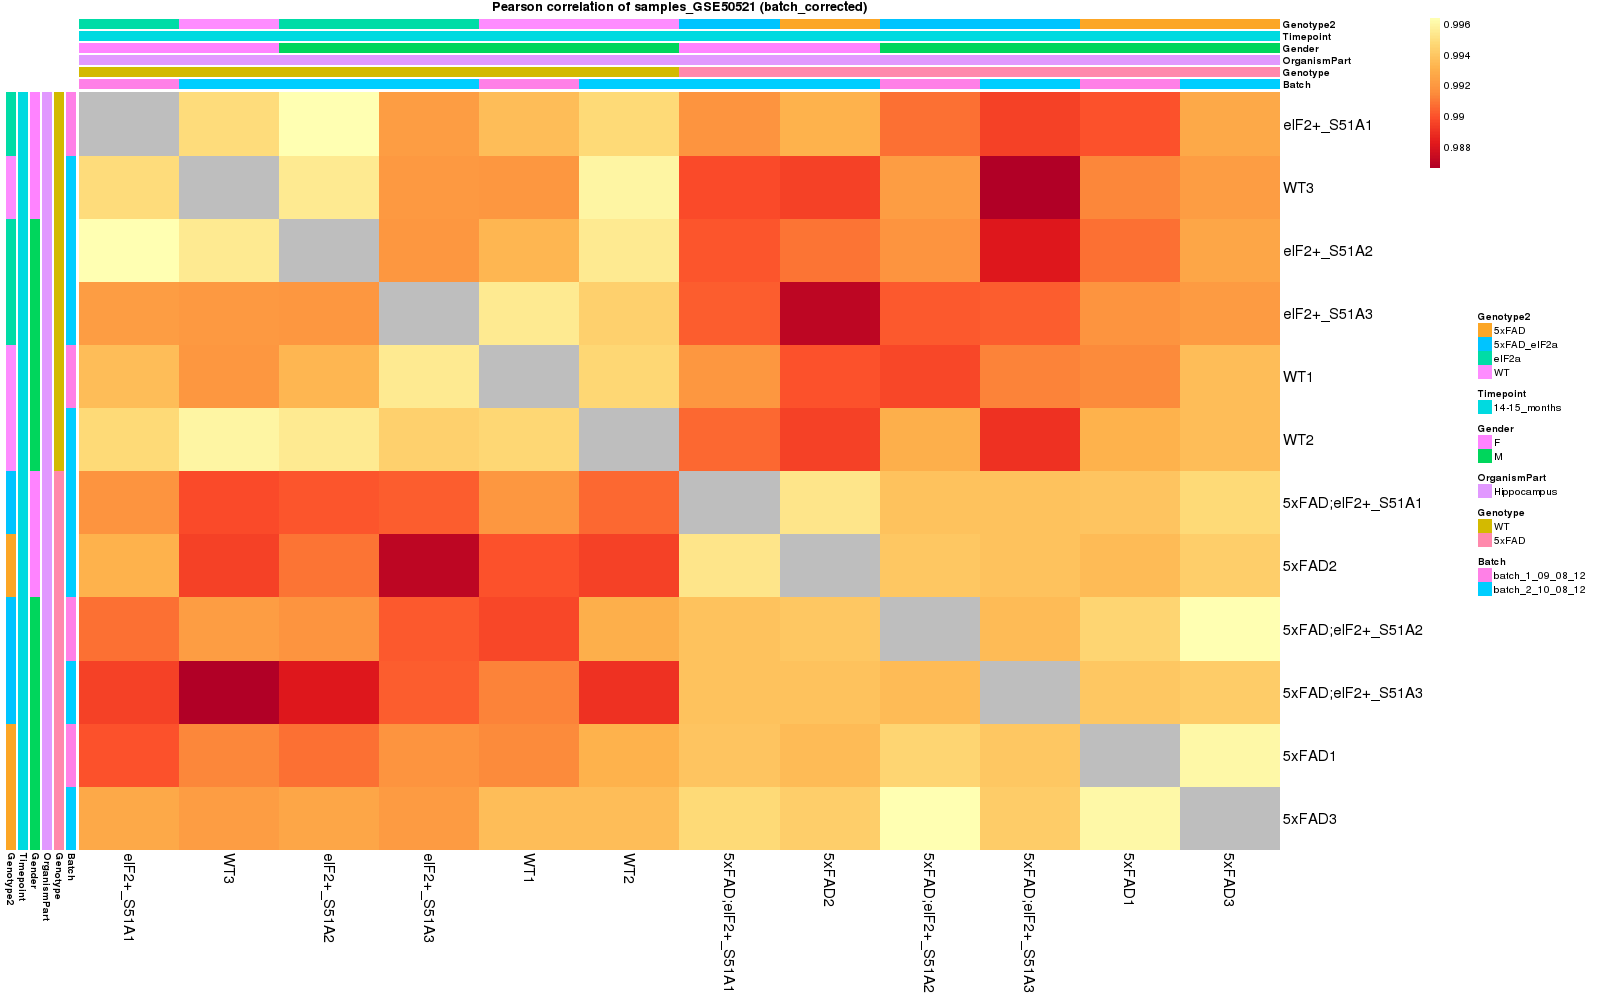 Pearson correlation of samples_GSE50521 (batch_corrected)
Genotype2
Timepoint
Gender
OrganismPart
Genotype
Batch
0.996
0.994
0.992
0.99
0.988
eIF2+_S51A1
WT3
eIF2+_S51A2
eIF2+_S51A3
WT1
WT2
5xFAD;eIF2+_S51A1
5xFAD2
5xFAD;eIF2+_S51A2
5xFAD;eIF2+_S51A3
5xFAD1
5xFAD3
Genotype2
5xFAD
5xFAD_eIF2a
eIF2a
WT
Timepoint
14-15_months
Gender
F
M
OrganismPart
Hippocampus
Genotype
WT
5xFAD
Batch
batch_1_09_08_12
batch_2_10_08_12
Genotype2
Timepoint
Gender
OrganismPart
Genotype
Batch
eIF2+_S51A1
WT3
eIF2+_S51A2
eIF2+_S51A3
WT1
WT2
5xFAD;eIF2+_S51A1
5xFAD2
5xFAD;eIF2+_S51A2
5xFAD;eIF2+_S51A3
5xFAD1
5xFAD3